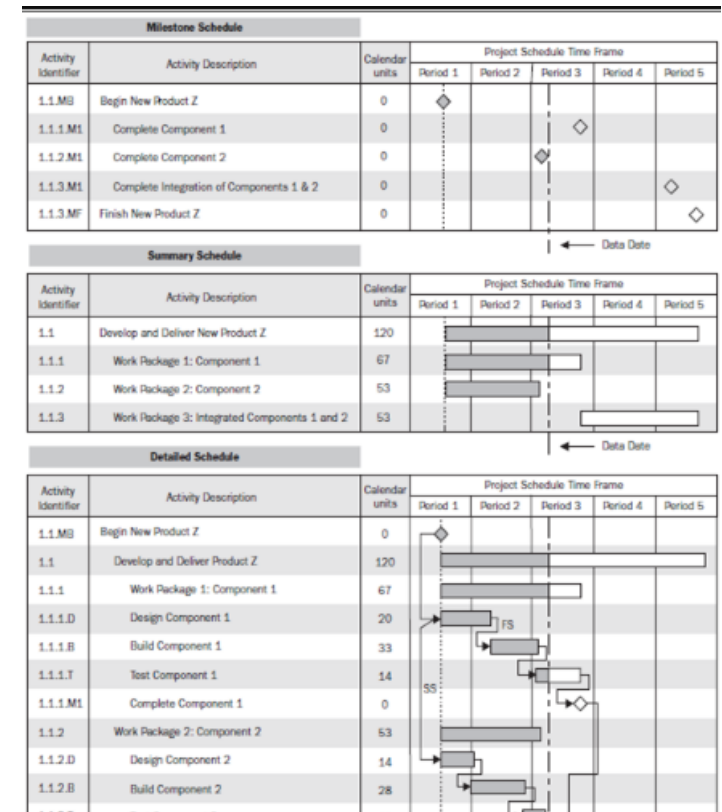 Milestone Schedule
Activity Identifier Activity Description Calendar units Project Schedule Time Frame
Period 1 Period 2 Period 3 Period 4 Period 5
1.1.MB Begin New Product Z 0
1.1.1.M1 Complete Component 1 0
1.1.2.M1 Complete Component 2 0
1.1.3.M1 Complete Integration of Components 1 & 2 0
1.1.3.MF Finish New Product Z 0
Data Date
Summary Schedule
Activity Identifier Activity Description Calendar units Project Schedule Time Frame
Period 1 Period 2 Period 3 Period 4 Period 5
1.1 Develop and Deliver New Product Z 120
1.1.1 Work Package 1: Component 1 67
1.1.2 Work Package 2: Component 2 53
1.1.3 Work Package 3: Integrated Components 1 and 2 53
Data Date
Detailed Schedule
Activity Identifier Activity Description Calendar units Project Schedule Time Frame
Period 1 Period 2 Period 3 Period 4 Period 5
1.1.MB Begin New Product Z 0
1.1 Develop and Deliver Product Z 120
1.1.1 Work Package 1: Component 1 67
1.1.1.D Design Component 1 20
FS
1.1.1.B Build Component 1 33
1.1.1.T Test Component 1 14
SS
1.1.1.M1 Complete Component 1 0
1.1.2 Work Package 2: Component 2 53
1.1.2.D Design Component 2 14
1.1.2.B Build Component 2 28